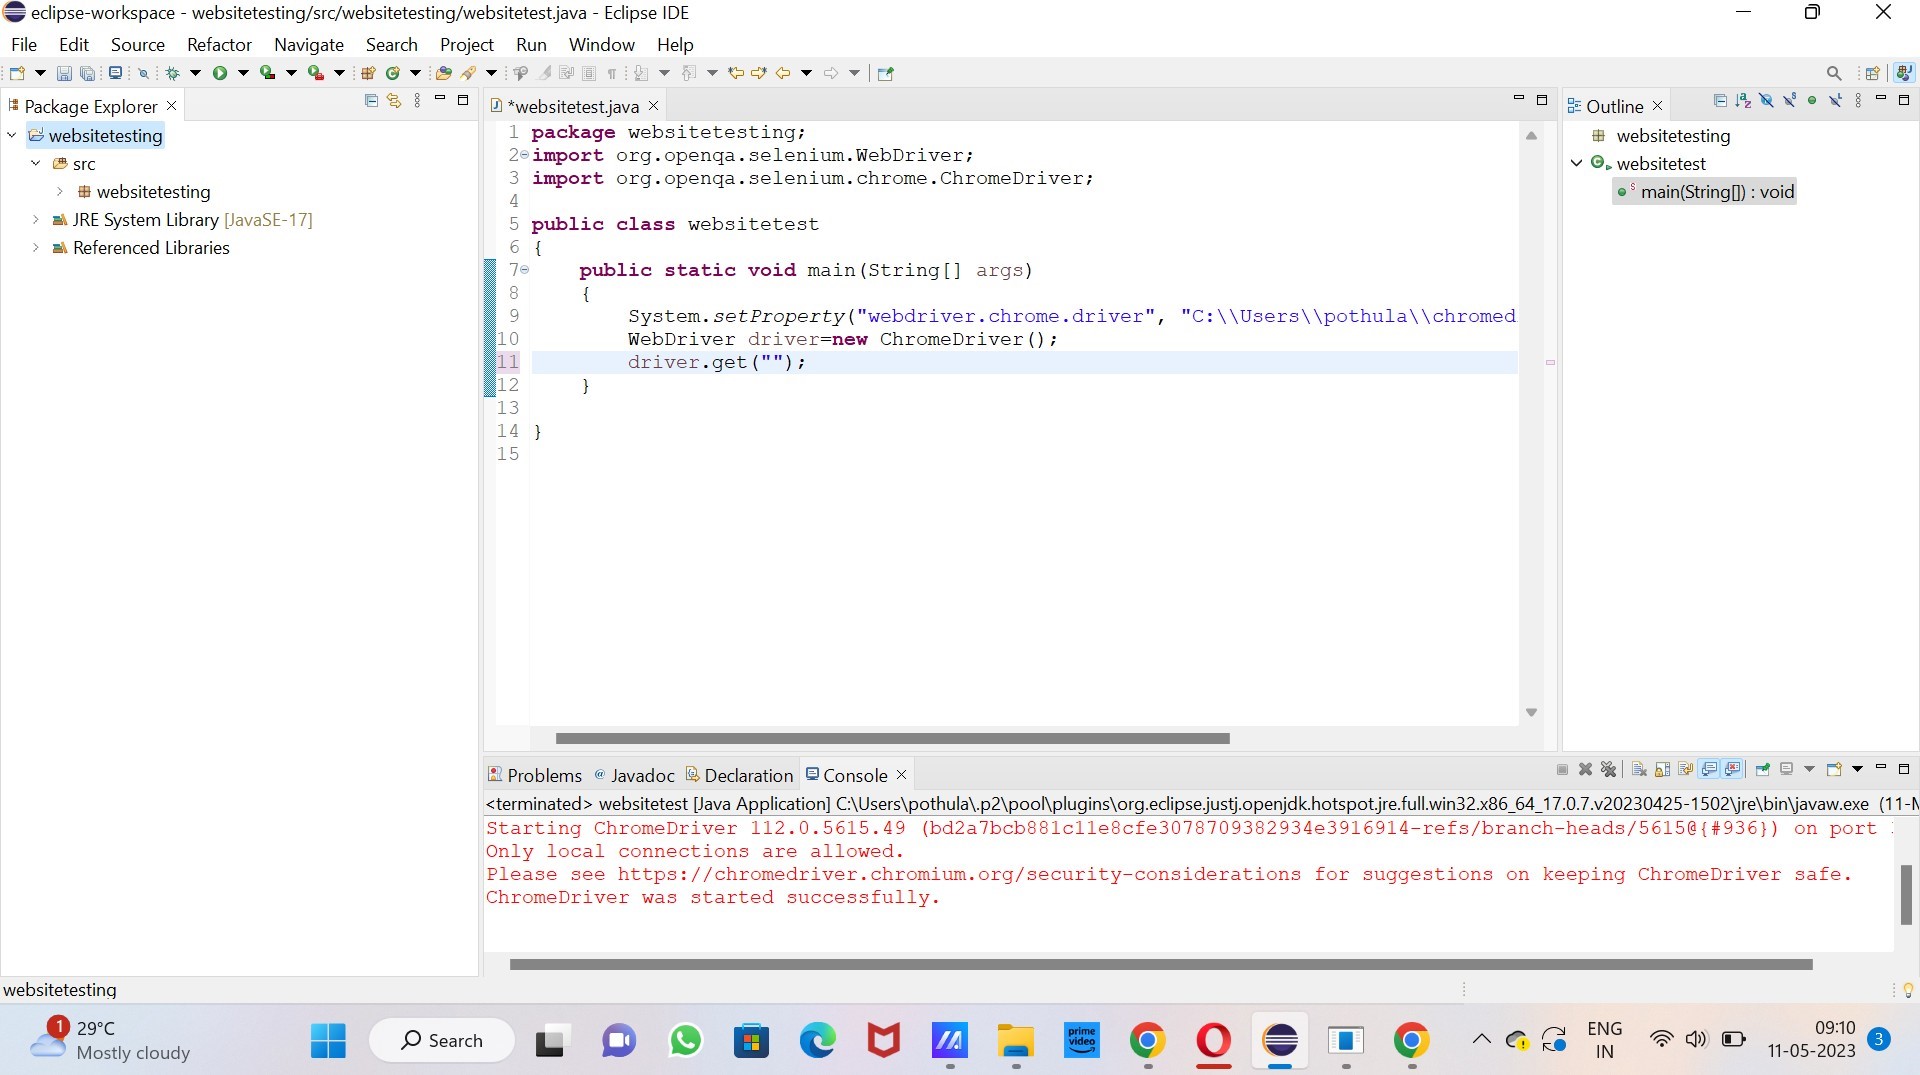 eclipse-workspace - websitetesting/src/websitetesting/websitetest.java - Eclipse IDE
File Edit Source Refactor Navigate Search Project Run Window Help
Package Explorer
websitetesting
src
websitetesting
JRE System Library [JavaSE-17]
Referenced Libraries
*websitetest.java
1 package websitetesting;
2 import org.openqa.selenium.WebDriver;
3 import org.openqa.selenium.chrome.ChromeDriver;
4
5 public class websitetest
6 {
7 public static void main(String[] args)
8 {
9 System.setProperty("webdriver.chrome.driver", "C:\\Users\\pothula\\chromed
10 WebDriver driver=new ChromeDriver();
11 driver.get("");
12 }
13
14 }
15
Outline
websitetesting
websitetest
main(String[]) : void
Problems Javadoc Declaration Console
<terminated> websitetest [Java Application] C:\Users\pothula\.p2\pool\plugins\org.eclipse.justj.openjdk.hotspot.jre.full.win32.x86_64_17.0.7.v20230425-1502\jre\bin\javaw.exe (11-M
Starting ChromeDriver 112.0.5615.49 (bd2a7bcb881c11e8cfe3078709382934e3916914-refs/branch-heads/5615@{#936}) on port
Only local connections are allowed.
Please see https://chromedriver.chromium.org/security-considerations for suggestions on keeping ChromeDriver safe.
ChromeDriver was started successfully.
websitetesting
1
29°C
Mostly cloudy
Search
prime video
ENG
IN
09:10
11-05-2023
3